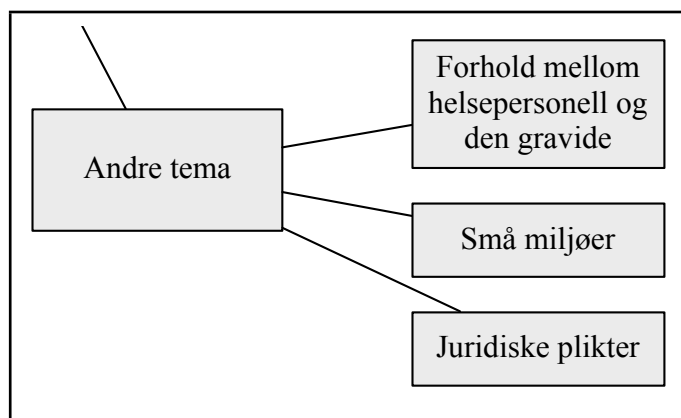 Andre tema
Forhold mellom
helsepersonell og
den gravide
Små miljøer
Juridiske plikter